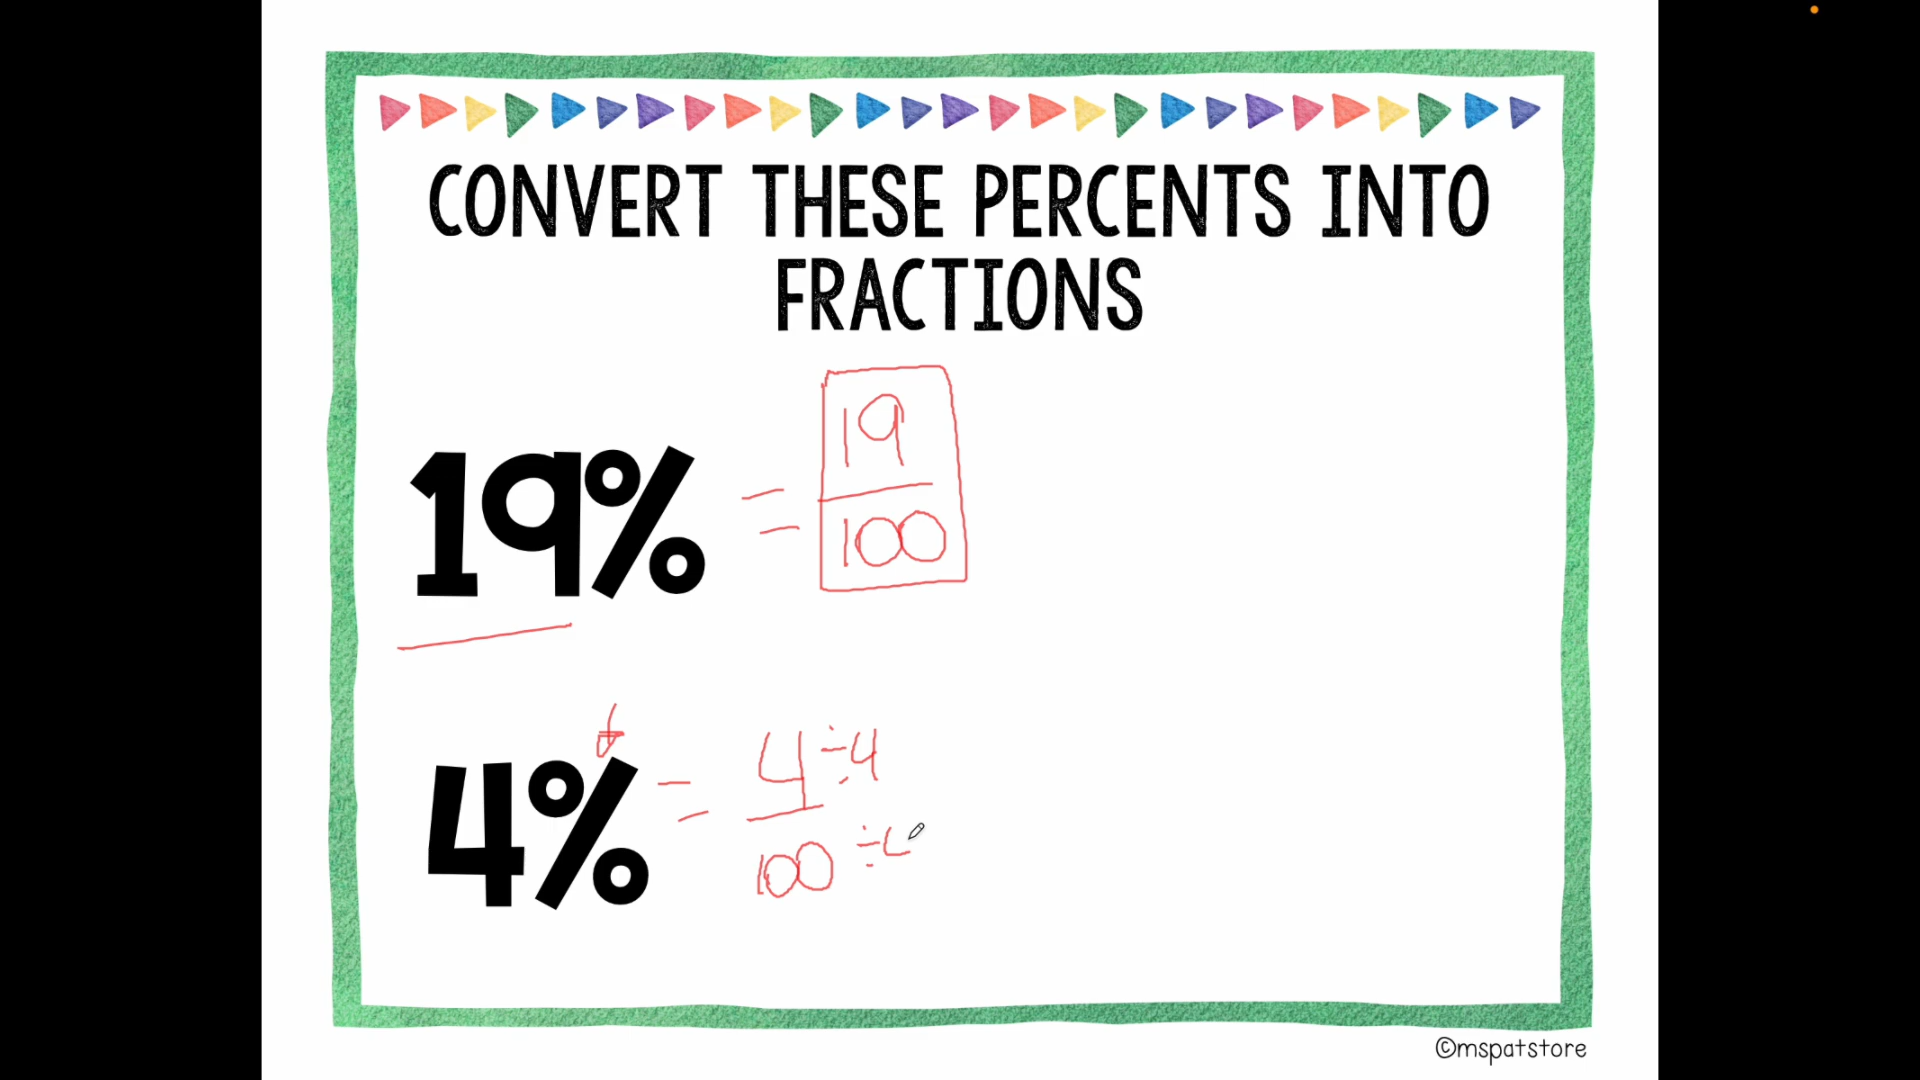 CONVERT THESE PERCENTS INTO
FRACTIONS
19% = 19
100
4% = 4 ÷4
100 ÷
©mspatstore